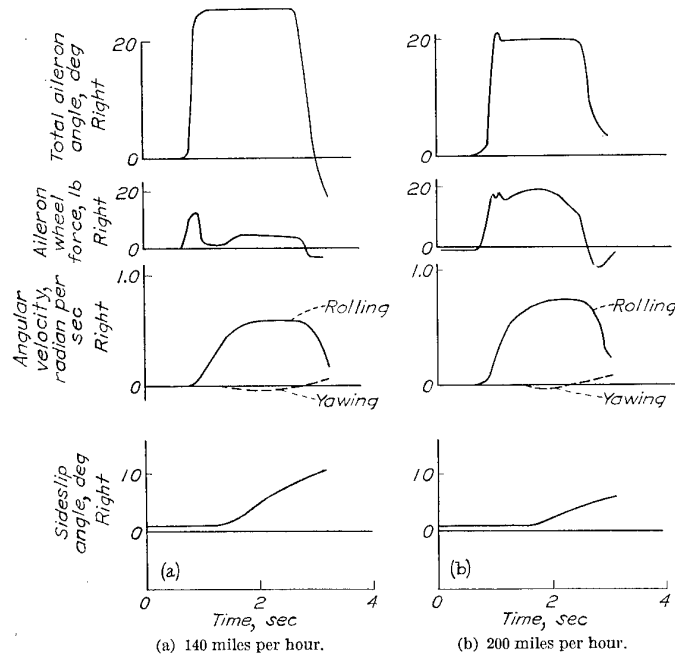 Total aileron
angle, deg
Right
20
0
20
0
Aileron
wheel
force, lb
Right
20
0
20
0
Angular
velocity,
radian per
sec
Right
1.0
0
Rolling
Yawing
1.0
0
Rolling
Yawing
Sideslip
angle, deg
Right
10
0
(a)
10
0
(b)
0 2 4
Time, sec
0 2 4
Time, sec
(a) 140 miles per hour.
(b) 200 miles per hour.